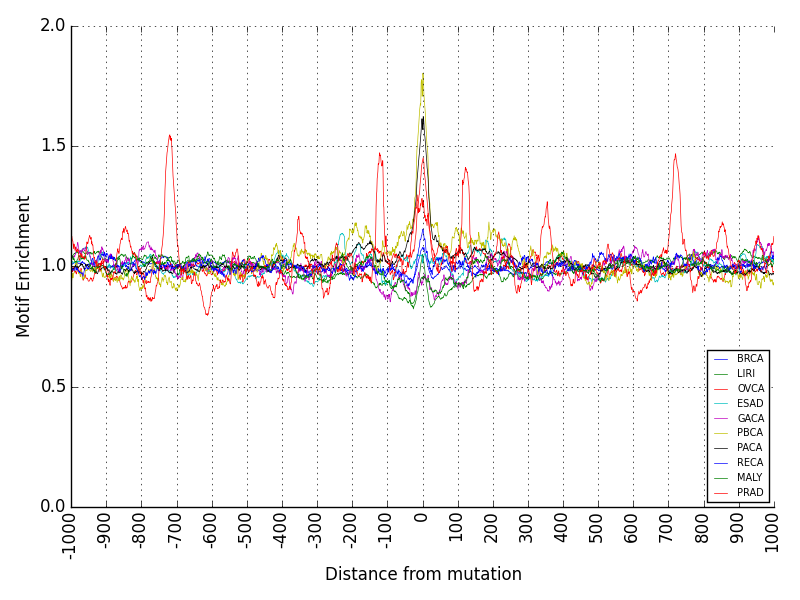 2.0
1.5
1.0
0.5
0.0
Motif Enrichment
BRCA
LIRI
OVCA
ESAD
GACA
PBCA
PACA
RECA
MALY
PRAD
-1000 -900 -800 -700 -600 -500 -400 -300 -200 -100 0 100 200 300 400 500 600 700 800 900 1000
Distance from mutation